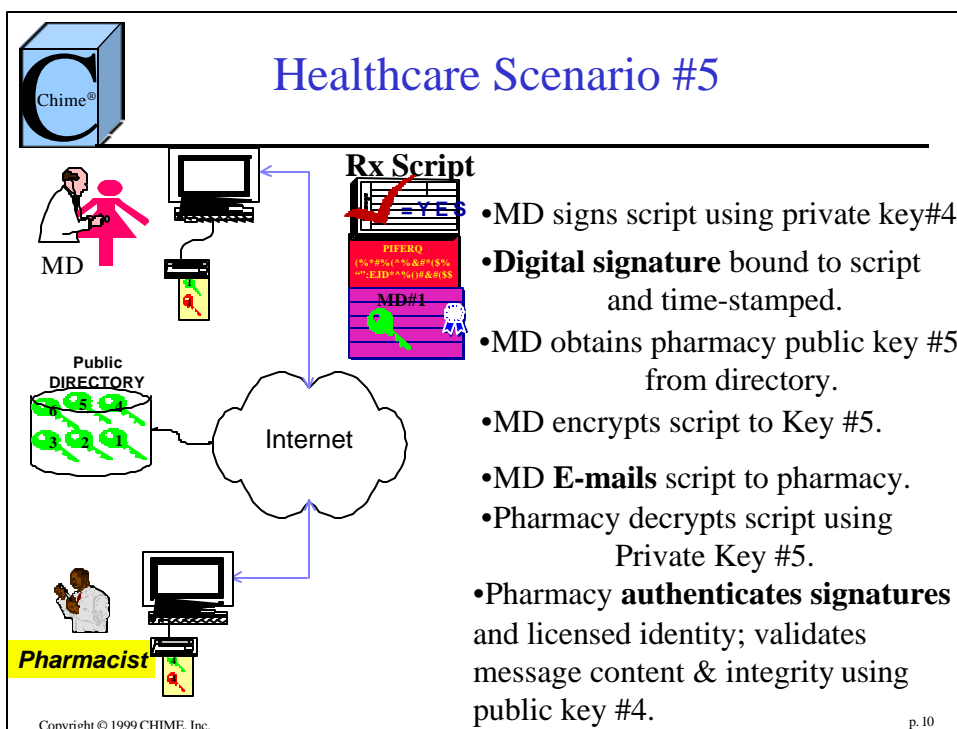 Healthcare Scenario #5
C
Chime®
Rx Script
=YES
PIFERQ
(%*#%(^%&#*($%
“”:EJD*^%()#&#($$
MD#1
MD
Public
DIRECTORY
6 5 4
3 2 1
Internet
Pharmacist
•MD signs script using private key#4
•Digital signature bound to script
and time-stamped.
•MD obtains pharmacy public key #5
from directory.
•MD encrypts script to Key #5.
•MD E-mails script to pharmacy.
•Pharmacy decrypts script using
Private Key #5.
•Pharmacy authenticates signatures
and licensed identity; validates
message content & integrity using
public key #4.
Copyright © 1999 CHIME, Inc.
p. 10